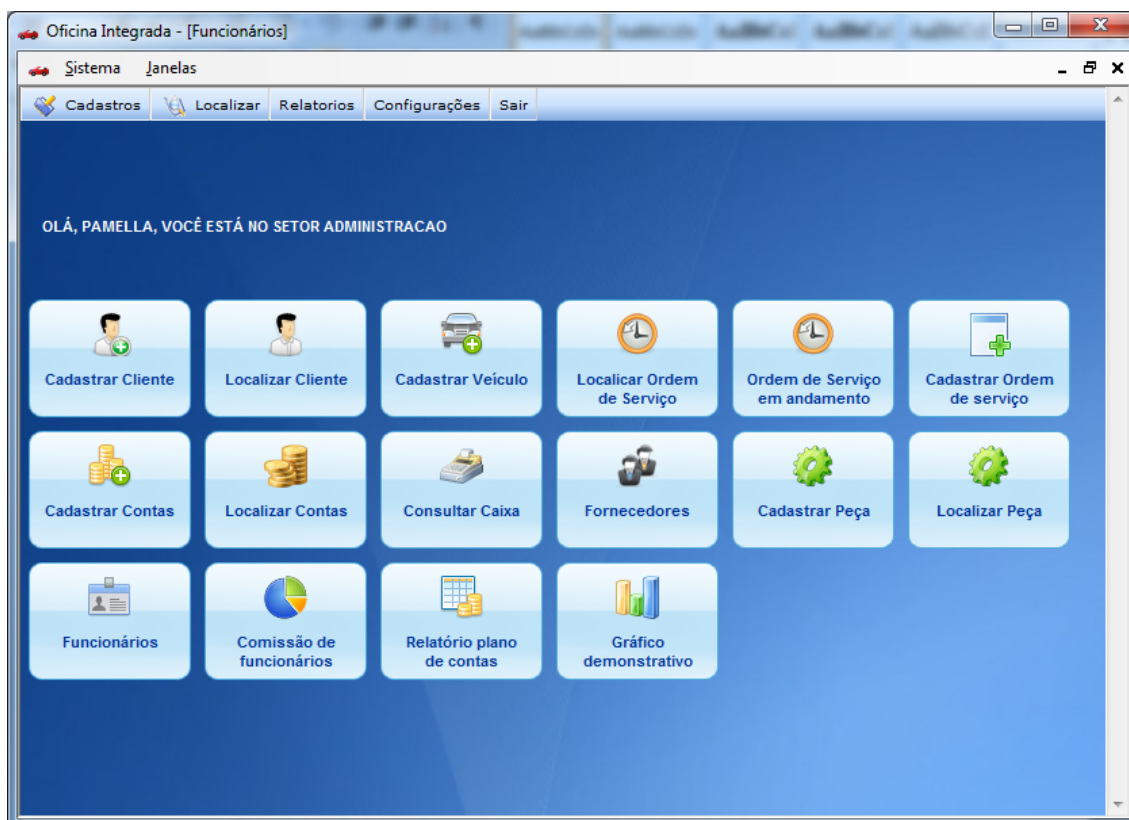 Oficina Integrada - [Funcionários]
Sistema Janelas
Cadastros Localizar Relatorios Configurações Sair
OLÁ, PAMELLA, VOCÊ ESTÁ NO SETOR ADMINISTRACAO
Cadastrar Cliente
Localizar Cliente
Cadastrar Veículo
Localicar Ordem
de Serviço
Ordem de Serviço
em andamento
Cadastrar Ordem
de serviço
Cadastrar Contas
Localizar Contas
Consultar Caixa
Fornecedores
Cadastrar Peça
Localizar Peça
Funcionários
Comissão de
funcionários
Relatório plano
de contas
Gráfico
demonstrativo